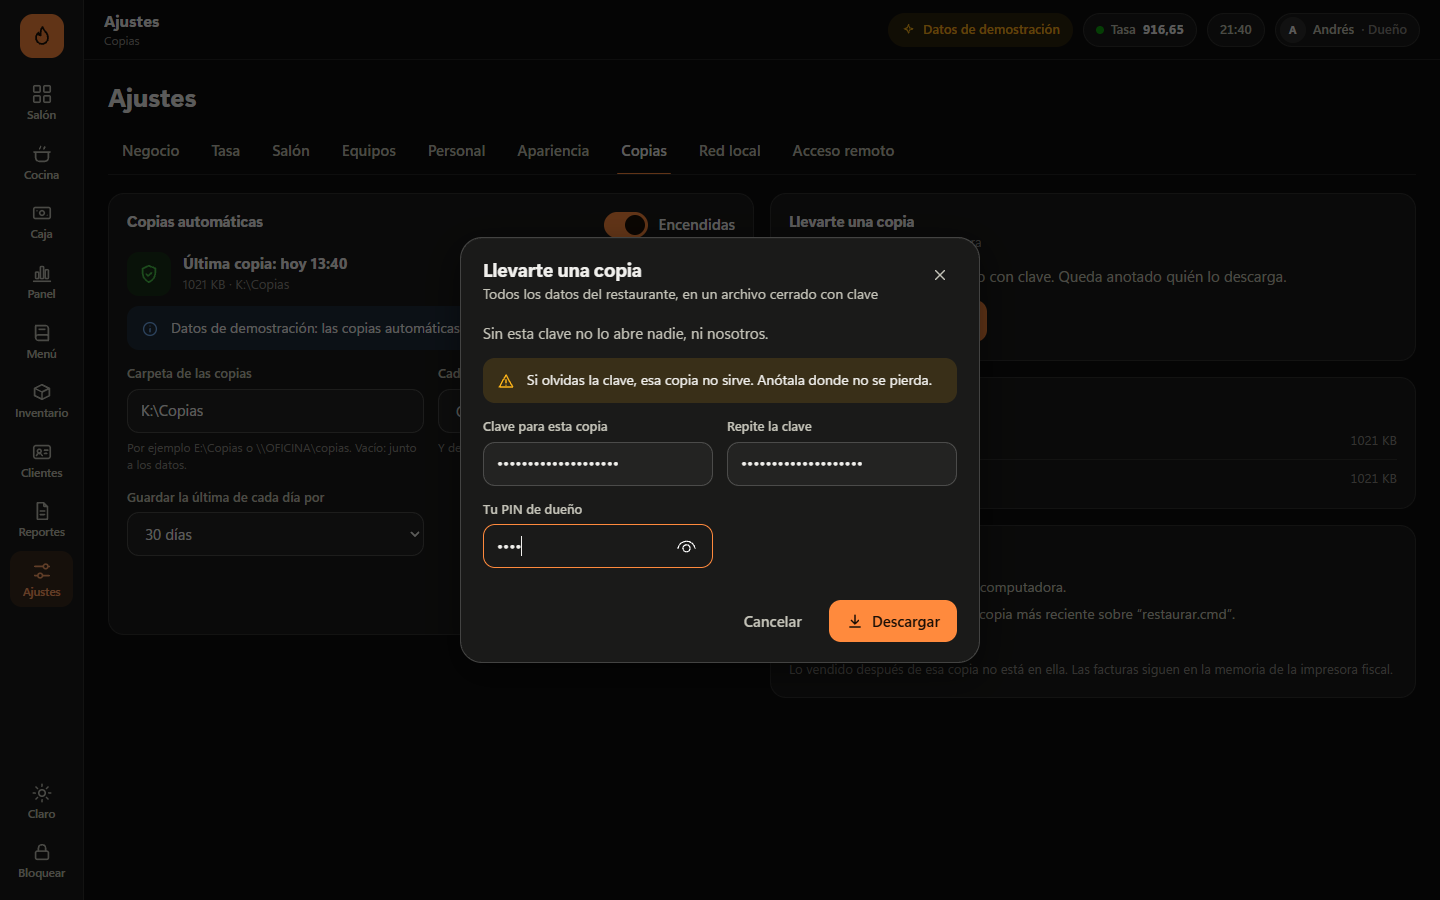 Ajustes
Copias
Datos de demostración
Tasa 916,65
21:40
A
Andrés · Dueño
Salón
Cocina
Caja
Panel
Menú
Inventario
Clientes
Reportes
Ajustes
Claro
Bloquear
Ajustes
Negocio
Tasa
Salón
Equipos
Personal
Apariencia
Copias
Red local
Acceso remoto
Copias automáticas
Encendidas
Última copia: hoy 13:40
1021 KB · K:\Copias
Datos de demostración: las copias automáticas
Carpeta de las copias
K:\Copias
Por ejemplo E:\Copias o \\OFICINA\copias. Vacío: junto
a los datos.
Guardar la última de cada día por
30 días
Llevarte una copia
con clave. Queda anotado quién lo descarga.
1021 KB
1021 KB
computadora.
copia más reciente sobre “restaurar.cmd”.
Lo vendido después de esa copia no está en ella. Las facturas siguen en la memoria de la impresora fiscal.
Llevarte una copia
Todos los datos del restaurante, en un archivo cerrado con clave
Sin esta clave no lo abre nadie, ni nosotros.
Si olvidas la clave, esa copia no sirve. Anótala donde no se pierda.
Clave para esta copia
Repite la clave
Tu PIN de dueño
Cancelar
Descargar